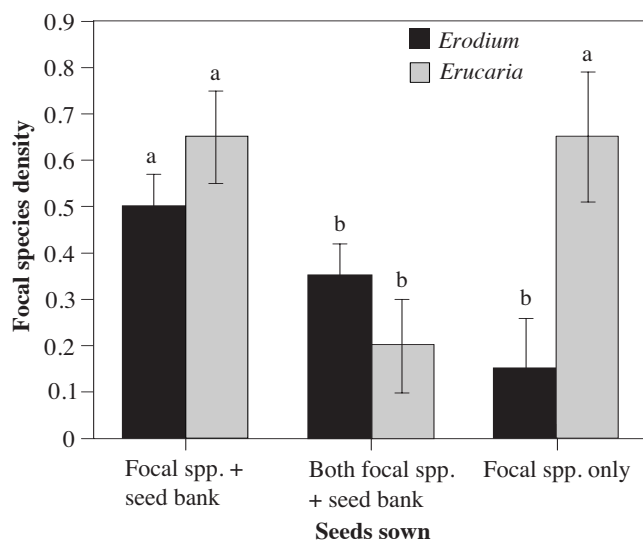 Focal species density
0.9
0.8
0.7
0.6
0.5
0.4
0.3
0.2
0.1
0
Erodium
Erucaria
a
a
b
b
b
a
Focal spp. +
seed bank
Both focal spp.
+ seed bank
Focal spp. only
Seeds sown